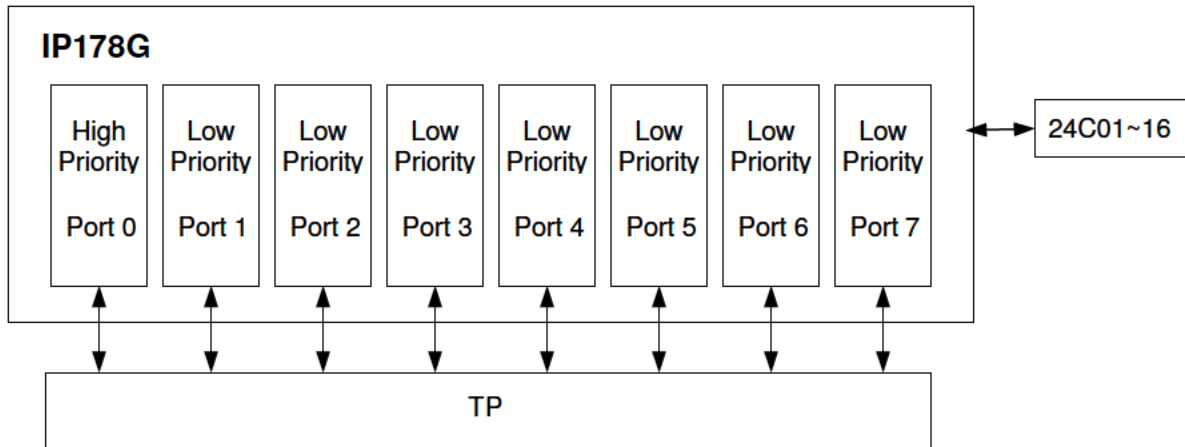 IP178G
High
Priority
Port 0
Low
Priority
Port 1
Low
Priority
Port 2
Low
Priority
Port 3
Low
Priority
Port 4
Low
Priority
Port 5
Low
Priority
Port 6
Low
Priority
Port 7
24C01~16
TP